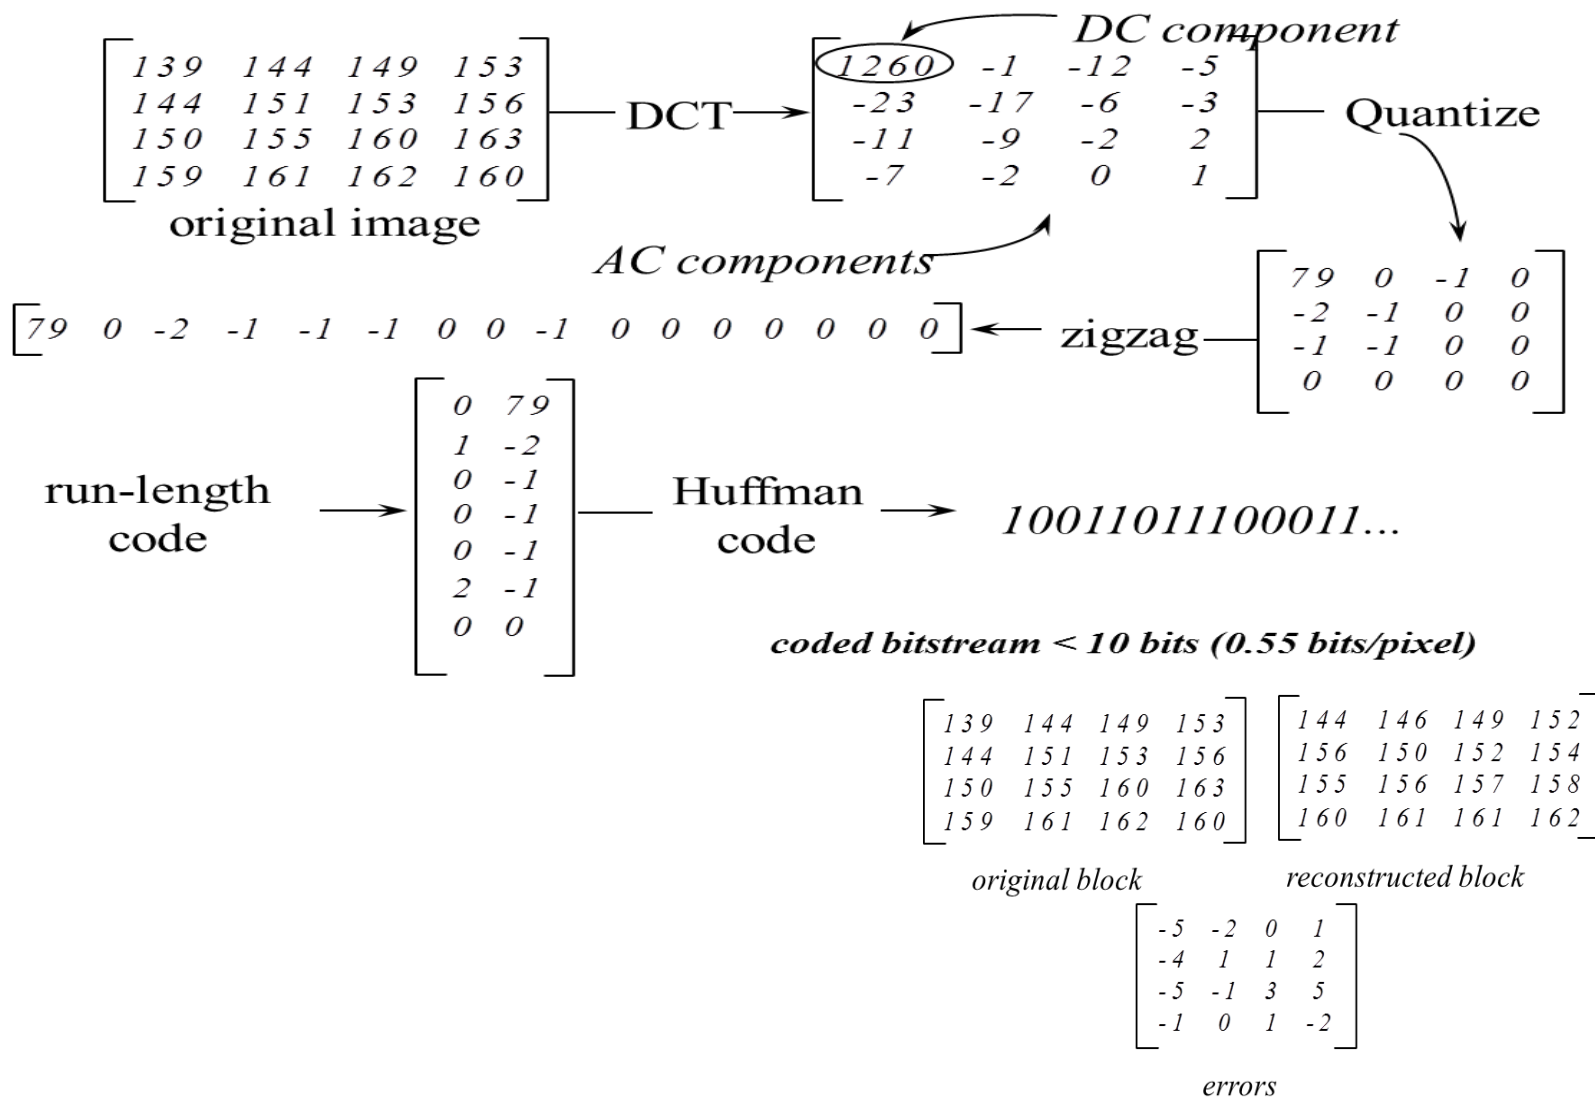 DC component
139 144 149 153
144 151 153 156
150 155 160 163
159 161 162 160
original image
DCT
1260 -1 -12 -5
-23 -17 -6 -3
-11 -9 -2 2
-7 -2 0 1
Quantize
AC components
79 0 -1 0
-2 -1 0 0
-1 -1 0 0
0 0 0 0
zigzag
79 0 -2 -1 -1 -1 0 0 -1 0 0 0 0 0 0 0
run-length
code
0 79
1 -2
0 -1
0 -1
0 -1
2 -1
0 0
Huffman
code
10011011100011...
coded bitstream < 10 bits (0.55 bits/pixel)
139 144 149 153
144 151 153 156
150 155 160 163
159 161 162 160
original block
144 146 149 152
156 150 152 154
155 156 157 158
160 161 161 162
reconstructed block
-5 -2 0 1
-4 1 1 2
-5 -1 3 5
-1 0 1 -2
errors